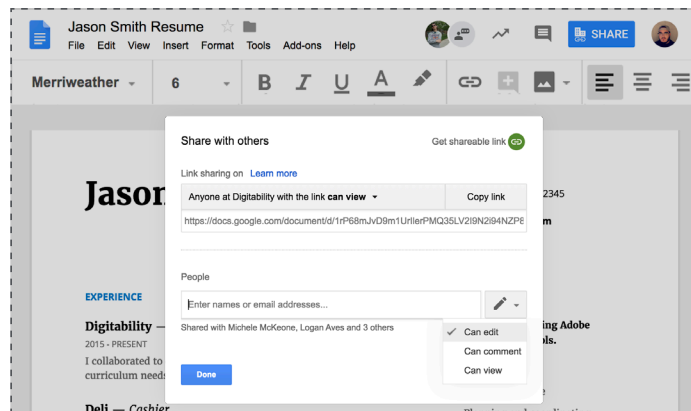 Jason Smith Resume
File Edit View Insert Format Tools Add-ons Help
SHARE
Merriweather 6 B I U A
Share with others
Get shareable link
Link sharing on Learn more
Anyone at Digitability with the link can view
Copy link
https://docs.google.com/document/d/1rP68mJvD9m1UrIlerPMQ35LV2I9N2i94NZP8
Jason
2345
m
People
Enter names or email addresses...
Shared with Michele McKeone, Logan Aves and 3 others
Can edit
Can comment
Can view
Done
EXPERIENCE
Digitability —
2015 - PRESENT
I collaborated to
curriculum needs
Deli — Cashier
ing Adobe
ls.